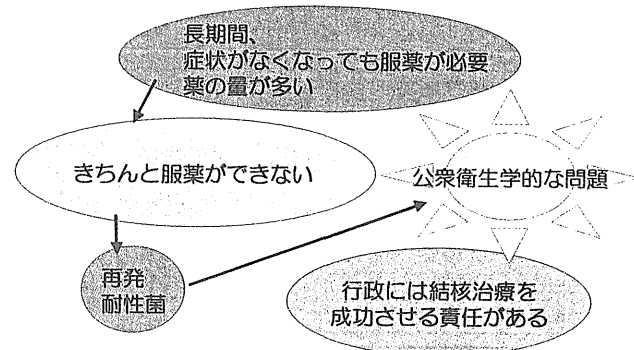 長期間、
症状がなくなっても服薬が必要
薬の量が多い
きちんと服薬ができない
公衆衛生学的な問題
再発
耐性菌
行政には結核治療を
成功させる責任がある